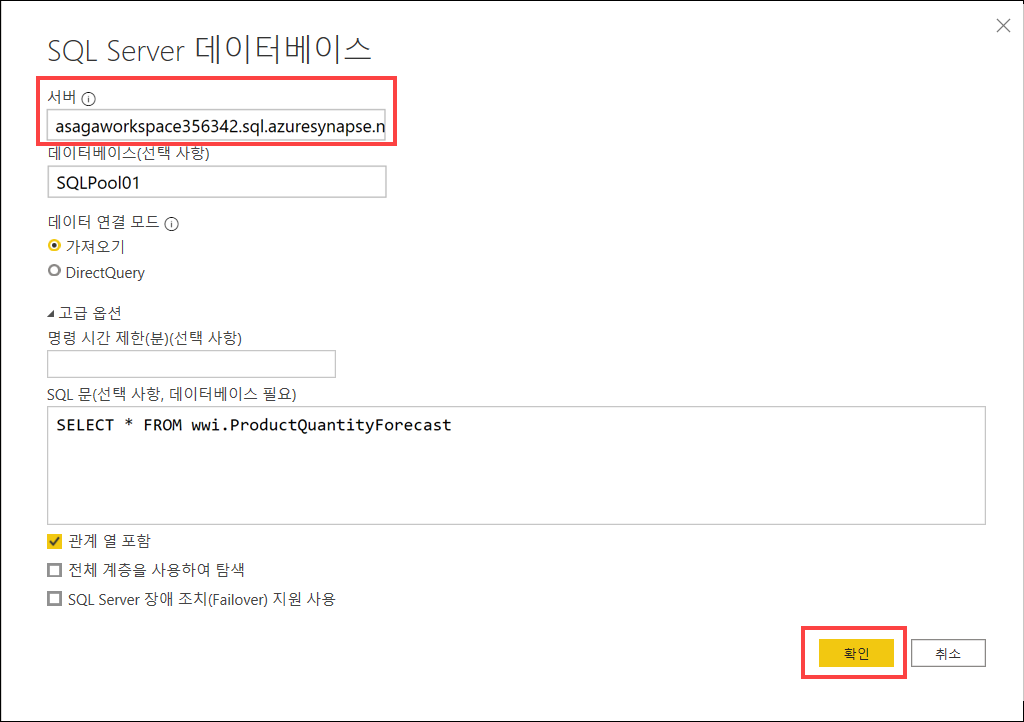 SQL Server 데이터베이스
서버
asagaworkspace356342.sql.azuresynapse.n
데이터베이스(선택 사항)
SQLPool01
데이터 연결 모드
가져오기
DirectQuery
고급 옵션
명령 시간 제한(분)(선택 사항)
SQL 문(선택 사항, 데이터베이스 필요)
SELECT * FROM wwi.ProductQuantityForecast
관계 열 포함
전체 계층을 사용하여 탐색
SQL Server 장애 조치(Failover) 지원 사용
확인 취소